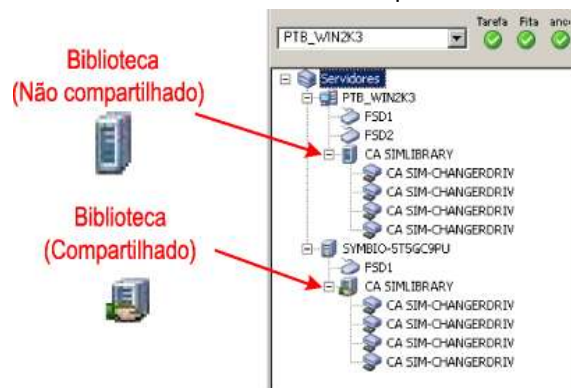 PTB_WIN2K3
Tarefa Fita
Biblioteca
(Não compartilhado)
Biblioteca
(Compartilhado)
Servidores
PTB_WIN2K3
FSD1
FSD2
CA SIMLIBRARY
CA SIM-CHANGERDRIV
CA SIM-CHANGERDRIV
CA SIM-CHANGERDRIV
CA SIM-CHANGERDRIV
SYMBIO-5T5GC9PU
FSD1
CA SIMLIBRARY
CA SIM-CHANGERDRIV
CA SIM-CHANGERDRIV
CA SIM-CHANGERDRIV
CA SIM-CHANGERDRIV